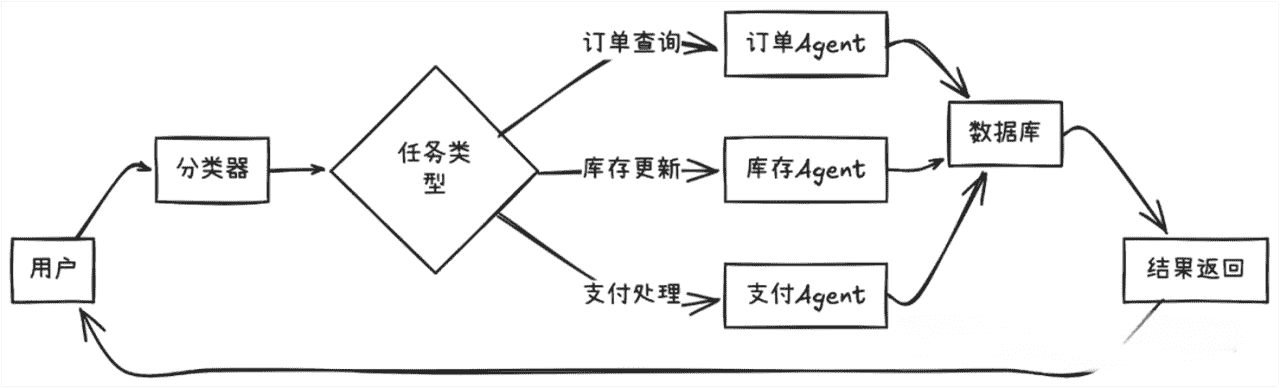 用户
分类器
任务类
型
订单查询
订单Agent
库存更新
库存Agent
支付处理
支付Agent
数据库
结果返回